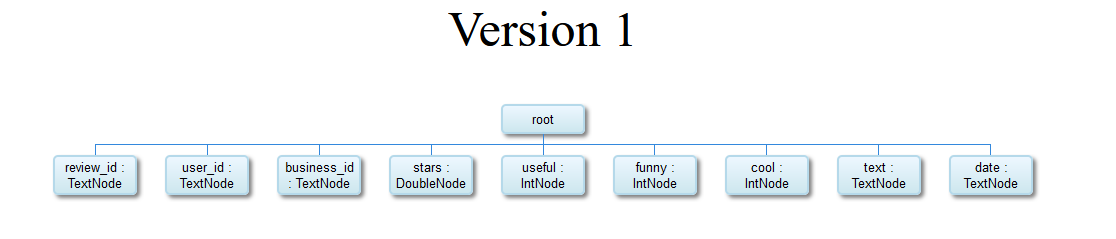 Version 1
root
review_id :
TextNode
user_id :
TextNode
business_id
: TextNode
stars :
DoubleNode
useful :
IntNode
funny :
IntNode
cool :
IntNode
text :
TextNode
date :
TextNode